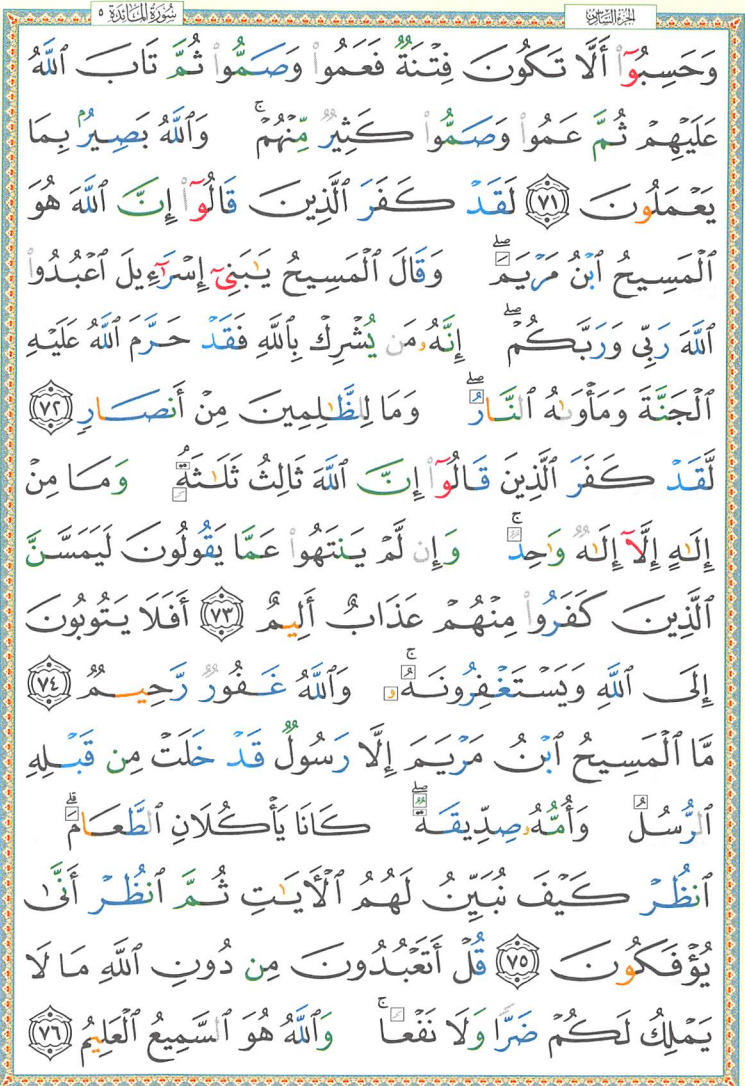 الجزء السادس
سُورَةُ المَائدة ٥
وَحَسِبُوٓا۟ أَلَّا تَكُونَ فِتْنَةٌ فَعَمُوا۟ وَصَمُّوا۟ ثُمَّ تَابَ ٱللَّهُ
عَلَيْهِمْ ثُمَّ عَمُوا۟ وَصَمُّوا۟ كَثِيرٌ مِّنْهُمْ ۚ وَٱللَّهُ بَصِيرٌۢ بِمَا
يَعْمَلُونَ ٧١ لَقَدْ كَفَرَ ٱلَّذِينَ قَالُوٓا۟ إِنَّ ٱللَّهَ هُوَ
ٱلْمَسِيحُ ٱبْنُ مَرْيَمَ ۖ وَقَالَ ٱلْمَسِيحُ يَـٰبَنِىٓ إِسْرَٰٓءِيلَ ٱعْبُدُوا۟
ٱللَّهَ رَبِّى وَرَبَّكُمْ ۖ إِنَّهُۥ مَن يُشْرِكْ بِٱللَّهِ فَقَدْ حَرَّمَ ٱللَّهُ عَلَيْهِ
ٱلْجَنَّةَ وَمَأْوَىٰهُ ٱلنَّارُ ۖ وَمَا لِلظَّـٰلِمِينَ مِنْ أَنصَارٍ ٧٢
لَّقَدْ كَفَرَ ٱلَّذِينَ قَالُوٓا۟ إِنَّ ٱللَّهَ ثَالِثُ ثَلَـٰثَةٍ ۘ وَمَا مِنْ
إِلَـٰهٍ إِلَّآ إِلَـٰهٌ وَٰحِدٌ ۚ وَإِن لَّمْ يَنتَهُوا۟ عَمَّا يَقُولُونَ لَيَمَسَّنَّ
ٱلَّذِينَ كَفَرُوا۟ مِنْهُمْ عَذَابٌ أَلِيمٌ ٧٣ أَفَلَا يَتُوبُونَ
إِلَى ٱللَّهِ وَيَسْتَغْفِرُونَهُۥ ۚ وَٱللَّهُ غَفُورٌ رَّحِيمٌ ٧٤
مَّا ٱلْمَسِيحُ ٱبْنُ مَرْيَمَ إِلَّا رَسُولٌ قَدْ خَلَتْ مِن قَبْلِهِ
ٱلرُّسُلُ وَأُمُّهُۥ صِدِّيقَةٌ ۖ كَانَا يَأْكُلَانِ ٱلطَّعَامَ ۗ
ٱنظُرْ كَيْفَ نُبَيِّنُ لَهُمُ ٱلْـَٔايَـٰتِ ثُمَّ ٱنظُرْ أَنَّىٰ
يُؤْفَكُونَ ٧٥ قُلْ أَتَعْبُدُونَ مِن دُونِ ٱللَّهِ مَا لَا
يَمْلِكُ لَكُمْ ضَرًّا وَلَا نَفْعًا ۚ وَٱللَّهُ هُوَ ٱلسَّمِيعُ ٱلْعَلِيمُ ٧٦